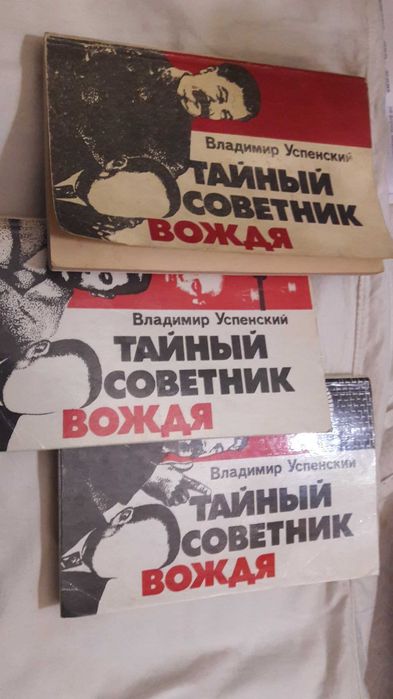 Владимир Успенский
ТАЙНЫЙ
СОВЕТНИК
ВОЖДЯ
Владимир Успенский
ТАЙНЫЙ
СОВЕТНИК
ВОЖДЯ
Владимир Успенский
ТАЙНЫЙ
СОВЕТНИК
ВОЖДЯ